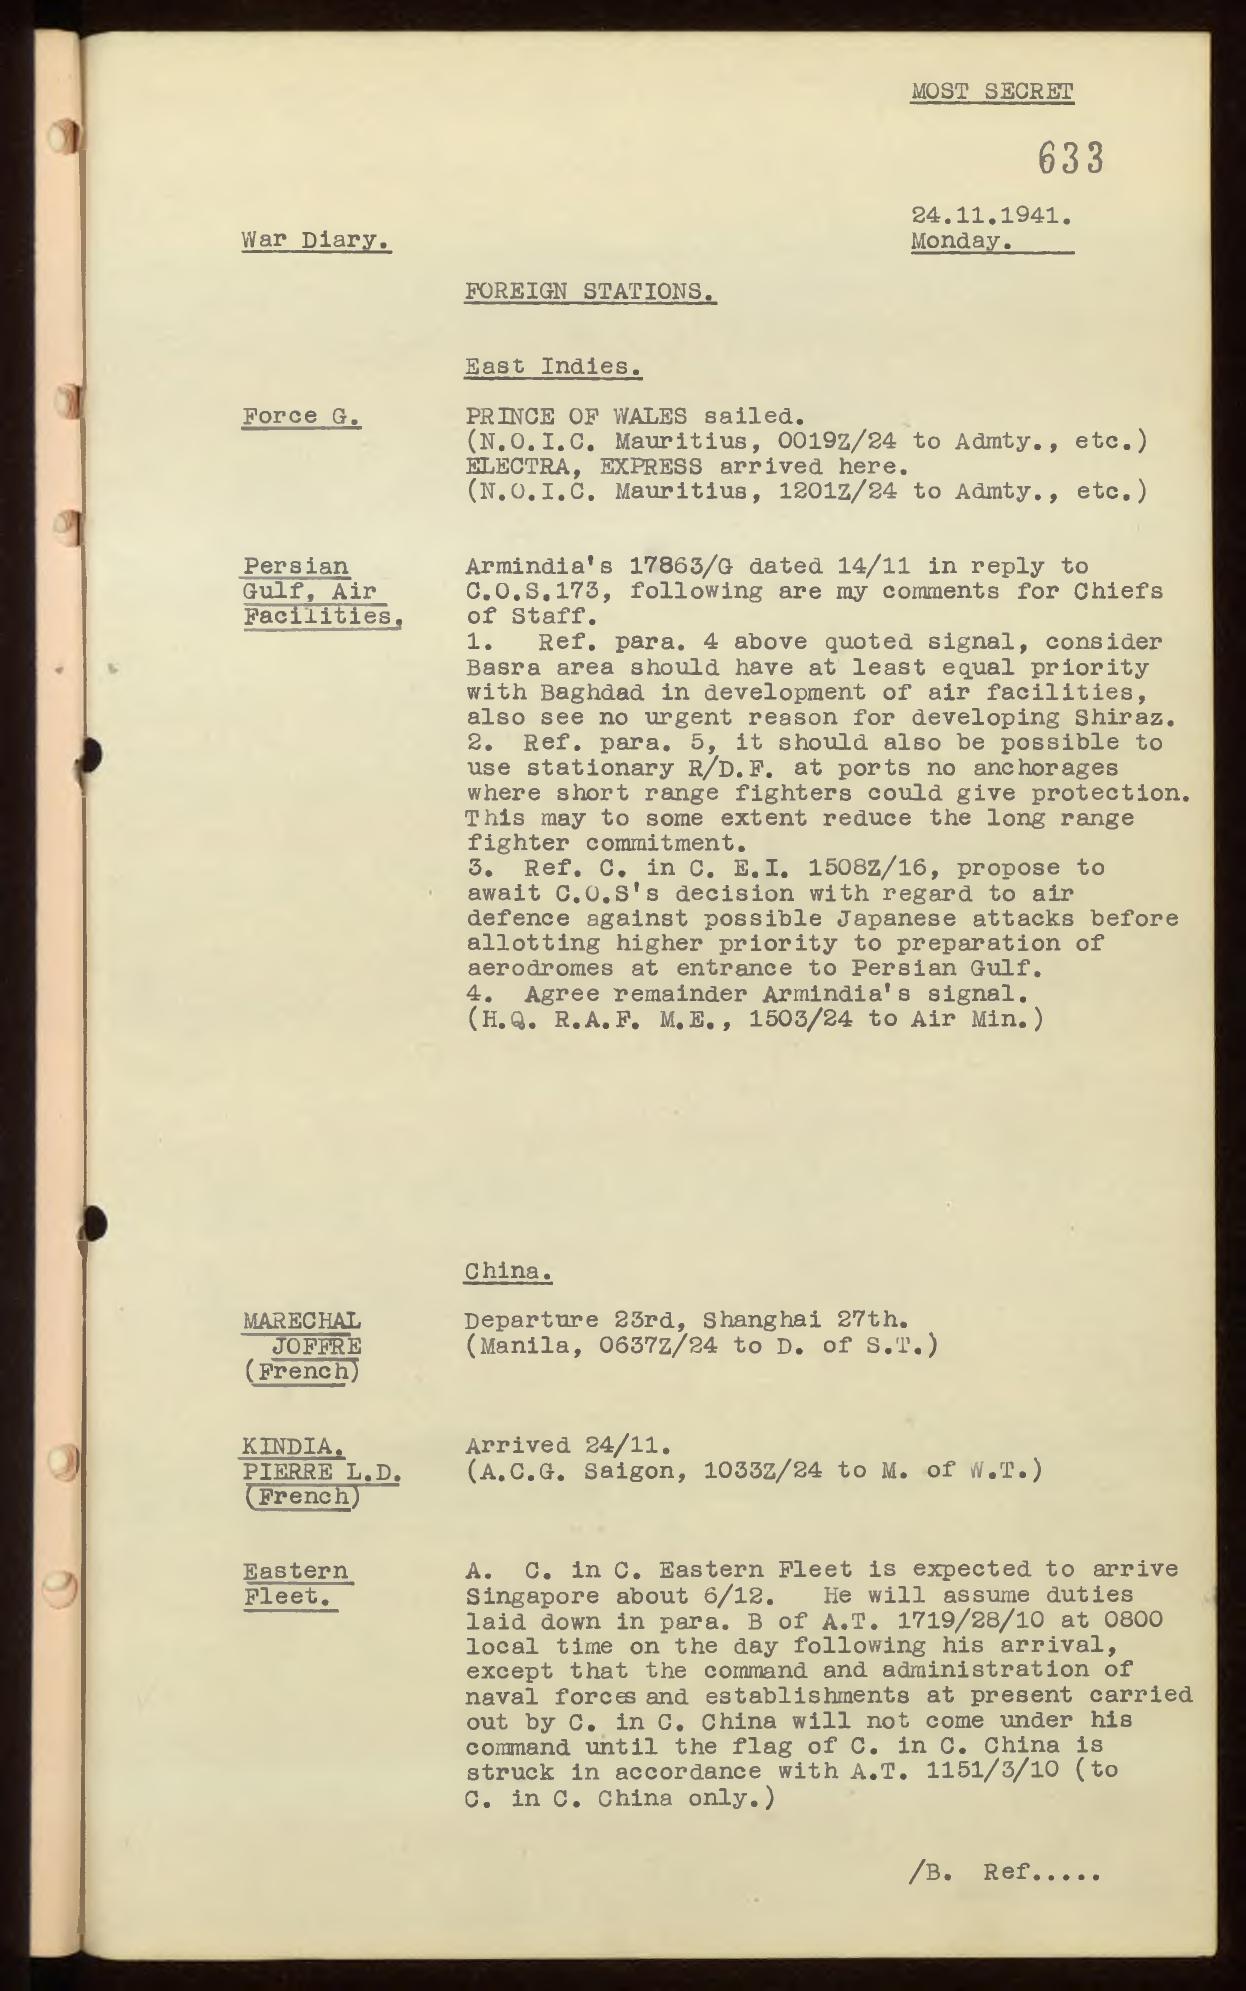 MOST SECRET
633
24.11.1941.
War Diary.
Monday.
FOREIGN STATIONS.
East Indies.
Force G.
PRINCE OF WALES sailed.
(N.O.I.C. Mauritius, 0019Z/24 to Admty., etc.)
ELECTRA, EXPRESS arrived here.
(N.O.I.C. Mauritius, 1201Z/24 to Admty., etc.)
Persian
Gulf, Air
Facilities.
Armindia's 17863/G dated 14/11 in reply to
C.O.S.173, following are my comments for Chiefs
of Staff.
1. Ref. para. 4 above quoted signal, consider
Basra area should have at least equal priority
with Baghdad in development of air facilities,
also see no urgent reason for developing Shiraz.
2. Ref. para. 5, it should also be possible to
use stationary R/D.F. at ports no anchorages
where short range fighters could give protection.
This may to some extent reduce the long range
fighter commitment.
3. Ref. C. in C. E.I. 1508Z/16, propose to
await C.O.S's decision with regard to air
defence against possible Japanese attacks before
allotting higher priority to preparation of
aerodromes at entrance to Persian Gulf.
4. Agree remainder Armindia's signal.
(H.Q. R.A.F. M.E., 1503/24 to Air Min.)
China.
MARECHAL
JOFFRE
(French)
Departure 23rd, Shanghai 27th.
(Manila, 0637Z/24 to D. of S.T.)
KINDIA.
PIERRE L.D.
(French)
Arrived 24/11.
(A.C.G. Saigon, 1033Z/24 to M. of W.T.)
Eastern
Fleet.
A. C. in C. Eastern Fleet is expected to arrive
Singapore about 6/12. He will assume duties
laid down in para. B of A.T. 1719/28/10 at 0800
local time on the day following his arrival,
except that the command and administration of
naval forces and establishments at present carried
out by C. in C. China will not come under his
command until the flag of C. in C. China is
struck in accordance with A.T. 1151/3/10 (to
C. in C. China only.)
/B. Ref.....